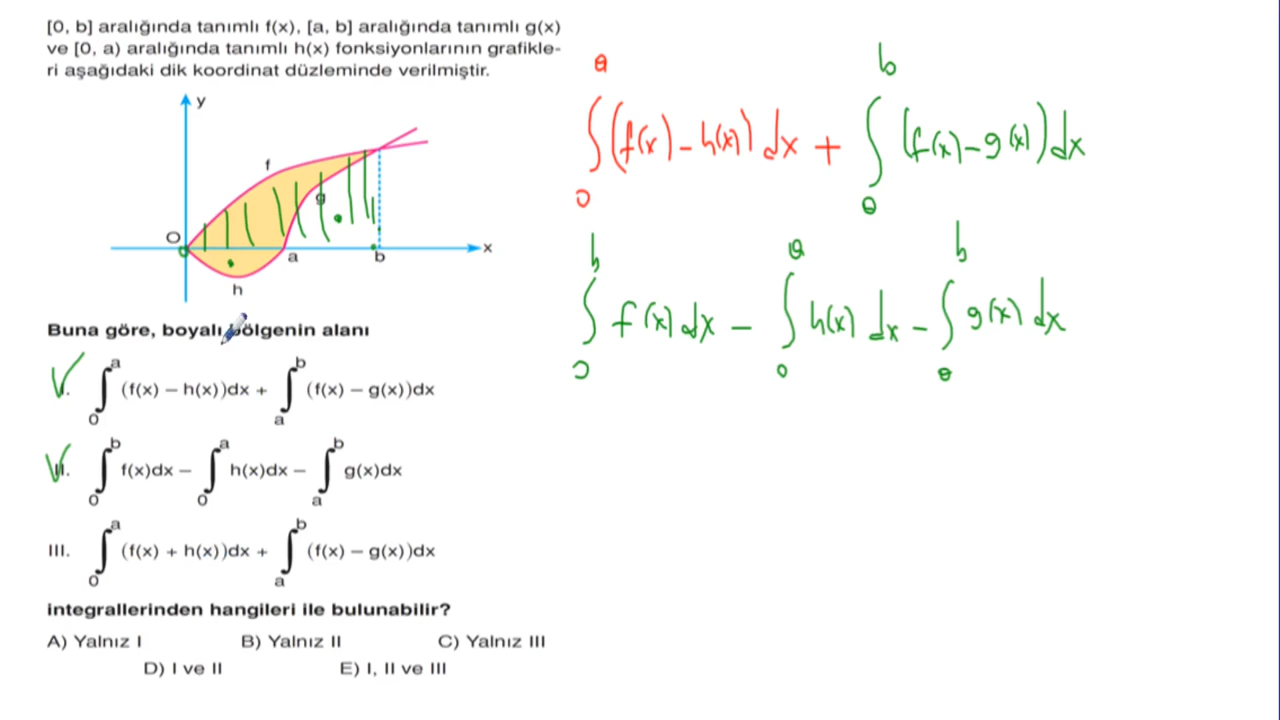 [0, b] aralığında tanımlı f(x), [a, b] aralığında tanımlı g(x)
ve [0, a) aralığında tanımlı h(x) fonksiyonlarının grafikle-
ri aşağıdaki dik koordinat düzleminde verilmiştir.
y
f
g
O
a
b
x
h
Buna göre, boyalı bölgenin alanı
I. ∫₀ᵃ (f(x) − h(x))dx + ∫ₐᵇ (f(x) − g(x))dx
II. ∫₀ᵇ f(x)dx − ∫₀ᵃ h(x)dx − ∫ₐᵇ g(x)dx
III. ∫₀ᵃ (f(x) + h(x))dx + ∫ₐᵇ (f(x) − g(x))dx
integrallerinden hangileri ile bulunabilir?
A) Yalnız I B) Yalnız II C) Yalnız III
D) I ve II E) I, II ve III
∫₀ᵃ (f(x) − h(x)) dx + ∫ₐᵇ (f(x) − g(x)) dx
∫₀ᵇ f(x) dx − ∫₀ᵃ h(x) dx − ∫ₐᵇ g(x) dx